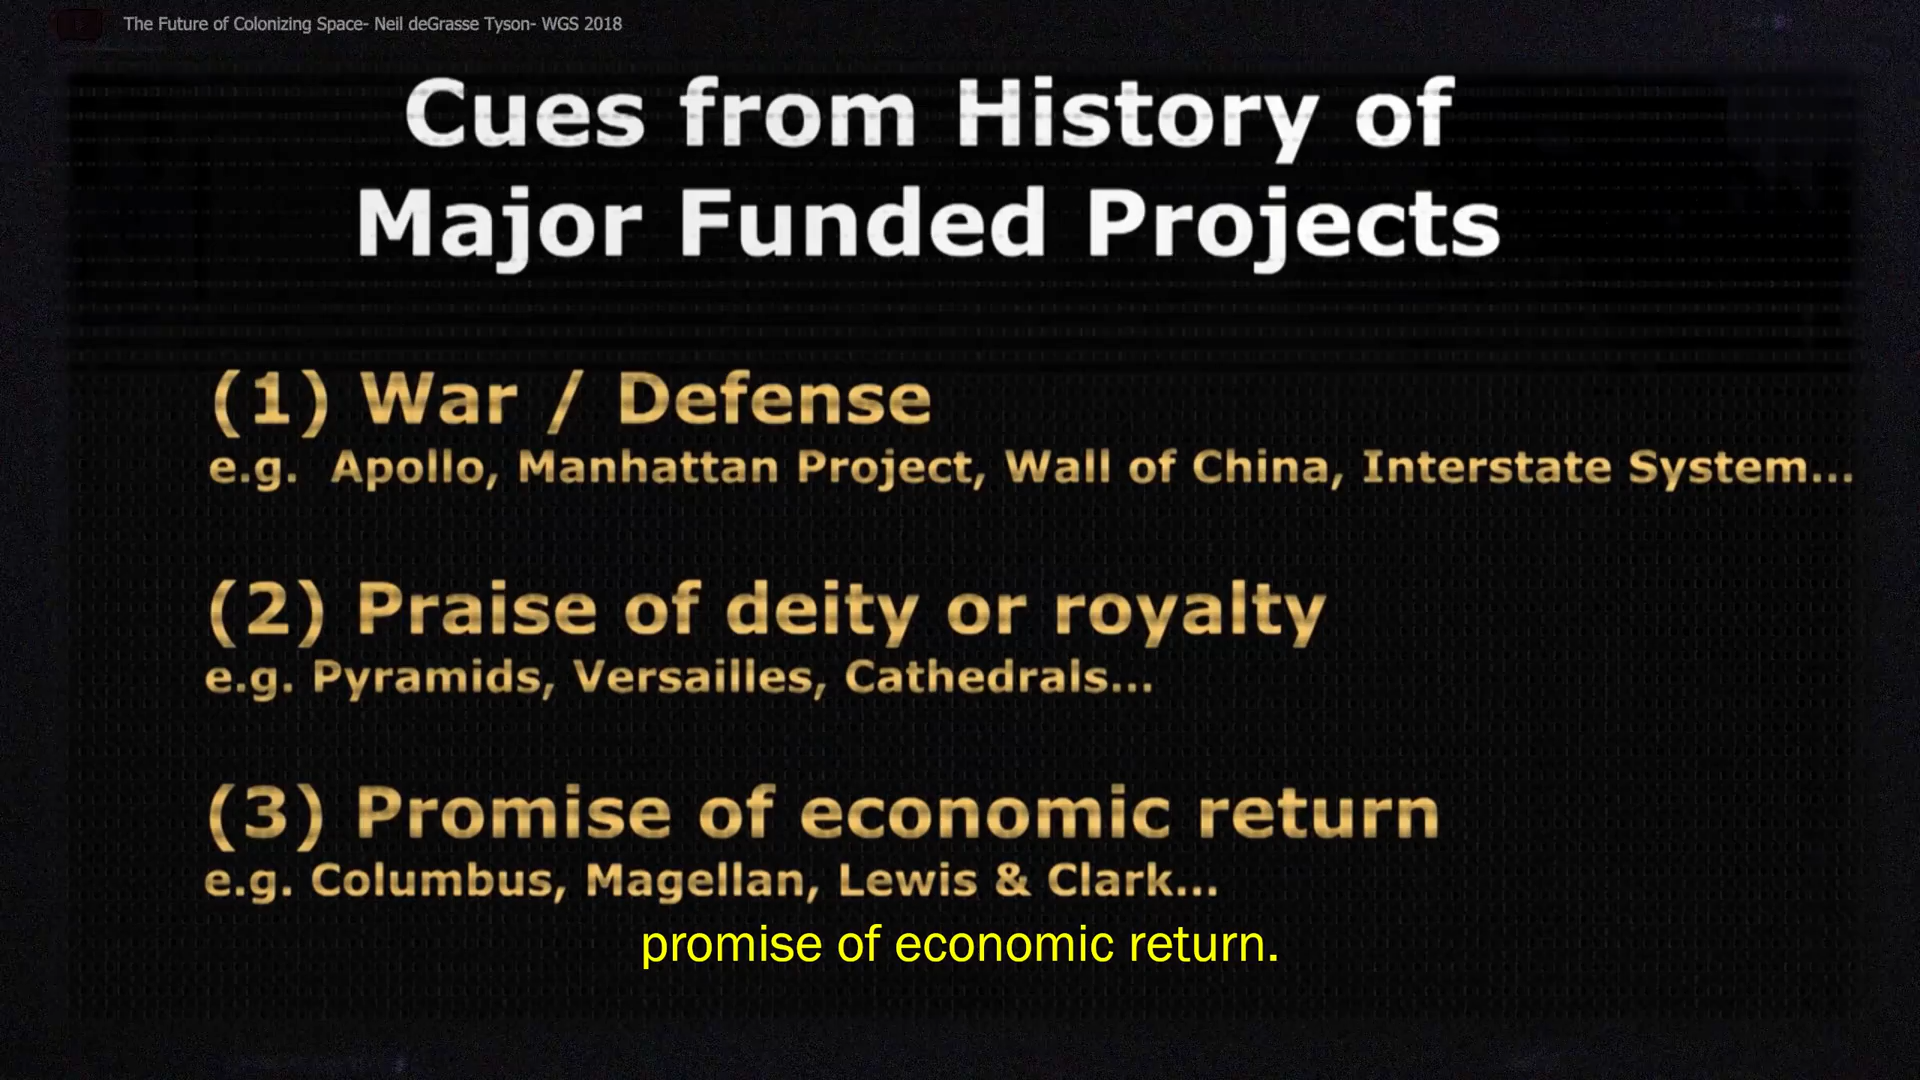 The Future of Colonizing Space- Neil deGrasse Tyson- WGS 2018
Cues from History of
Major Funded Projects
(1) War / Defense
e.g. Apollo, Manhattan Project, Wall of China, Interstate System...
(2) Praise of deity or royalty
e.g. Pyramids, Versailles, Cathedrals...
(3) Promise of economic return
e.g. Columbus, Magellan, Lewis & Clark...
promise of economic return.